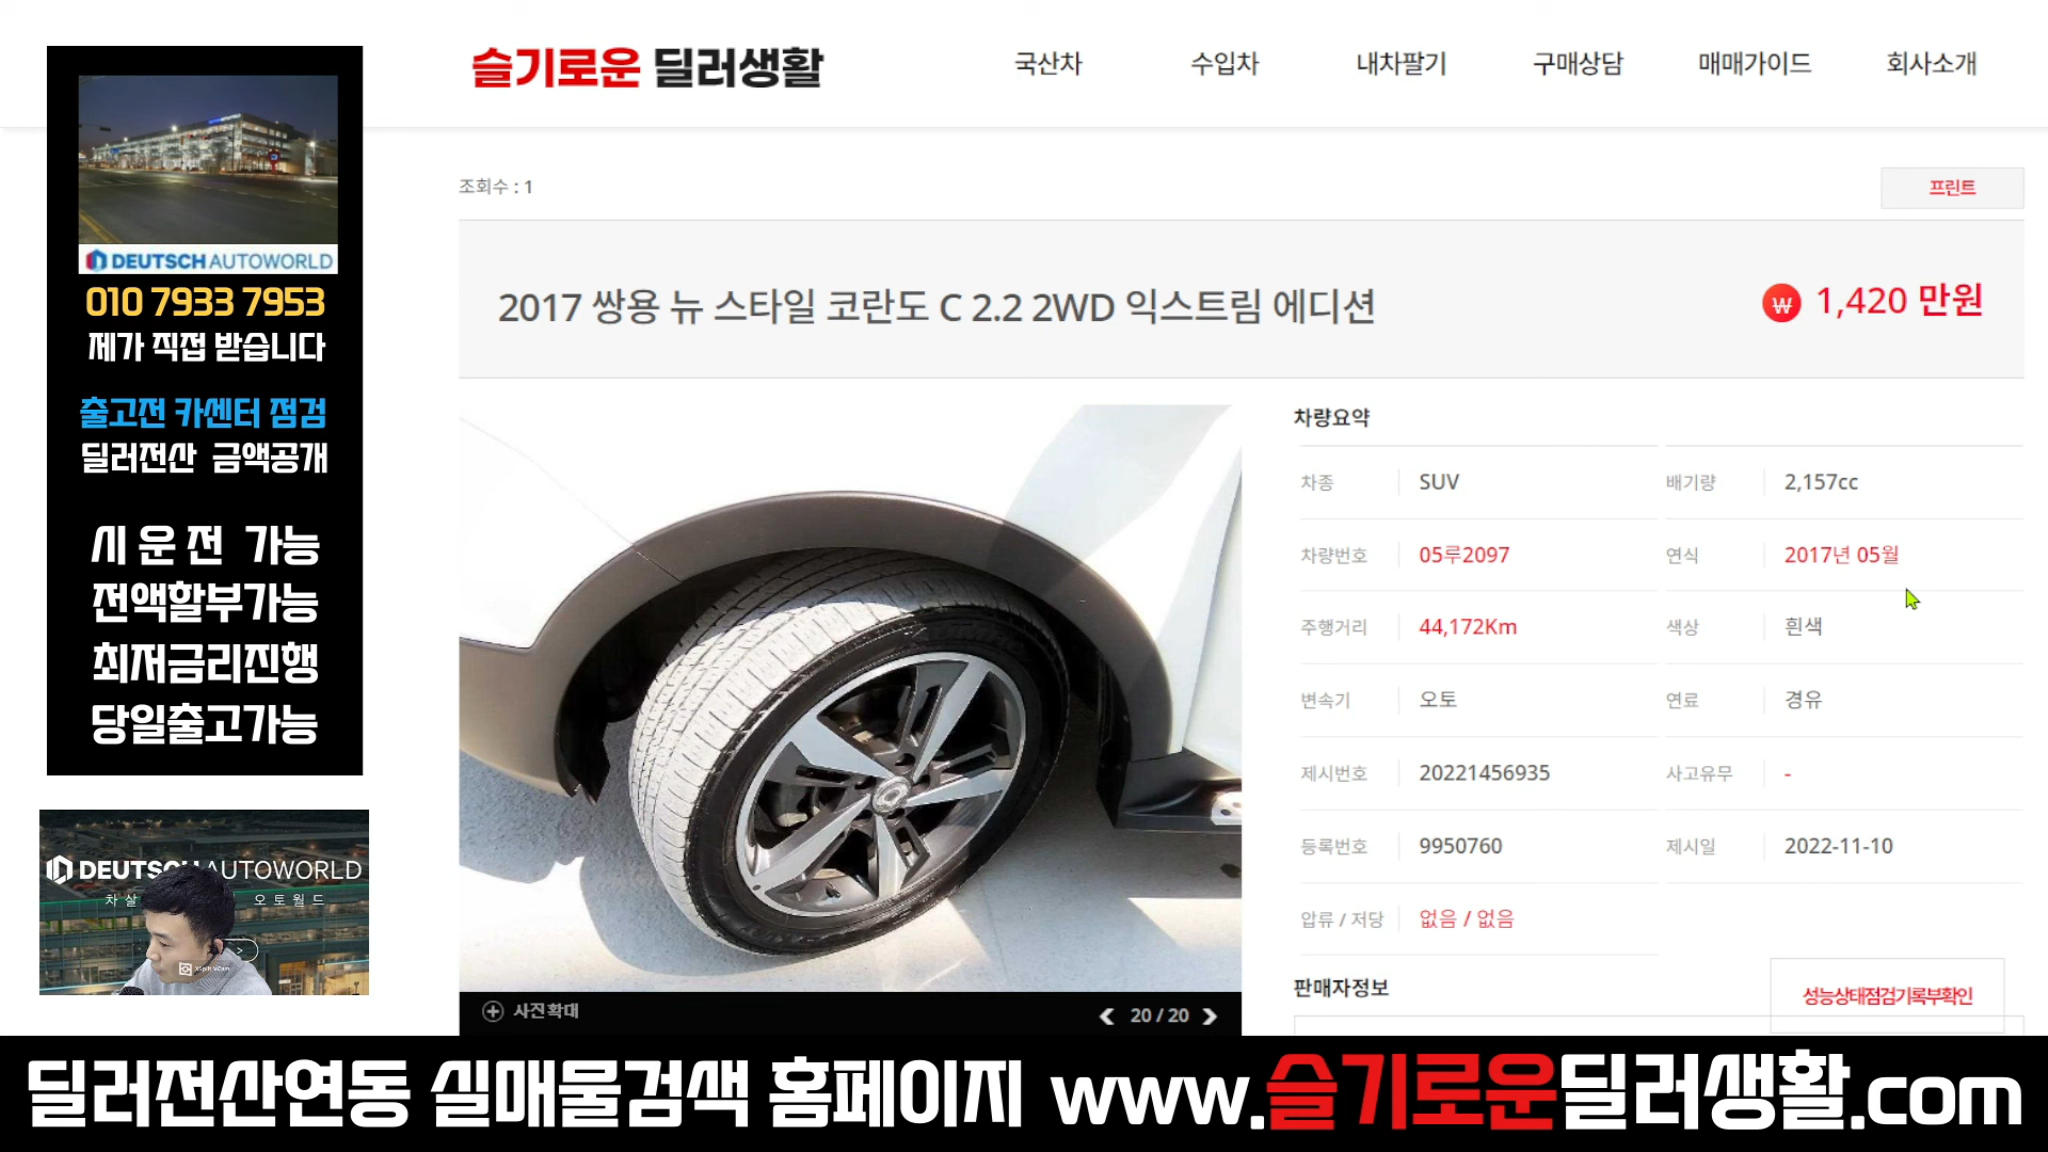 슬기로운 딜러생활
국산차
수입차
내차팔기
구매상담
매매가이드
회사소개
DEUTSCH AUTOWORLD
010 7933 7953
제가 직접 받습니다
출고전 카센터 점검
딜러전산 금액공개
시운전 가능
전액할부가능
최저금리진행
당일출고가능
DEUTSCH AUTOWORLD
차 살
오토월드
XSplit VCam
조회수 : 1
프린트
2017 쌍용 뉴 스타일 코란도 C 2.2 2WD 익스트림 에디션
₩ 1,420 만원
사진확대
20 / 20
차량요약
차종 SUV 배기량 2,157cc
차량번호 05루2097 연식 2017년 05월
주행거리 44,172Km 색상 흰색
변속기 오토 연료 경유
제시번호 20221456935 사고유무 -
등록번호 9950760 제시일 2022-11-10
압류 / 저당 없음 / 없음
판매자정보
성능상태점검기록부확인
딜러전산연동 실매물검색 홈페이지 www.슬기로운딜러생활.com